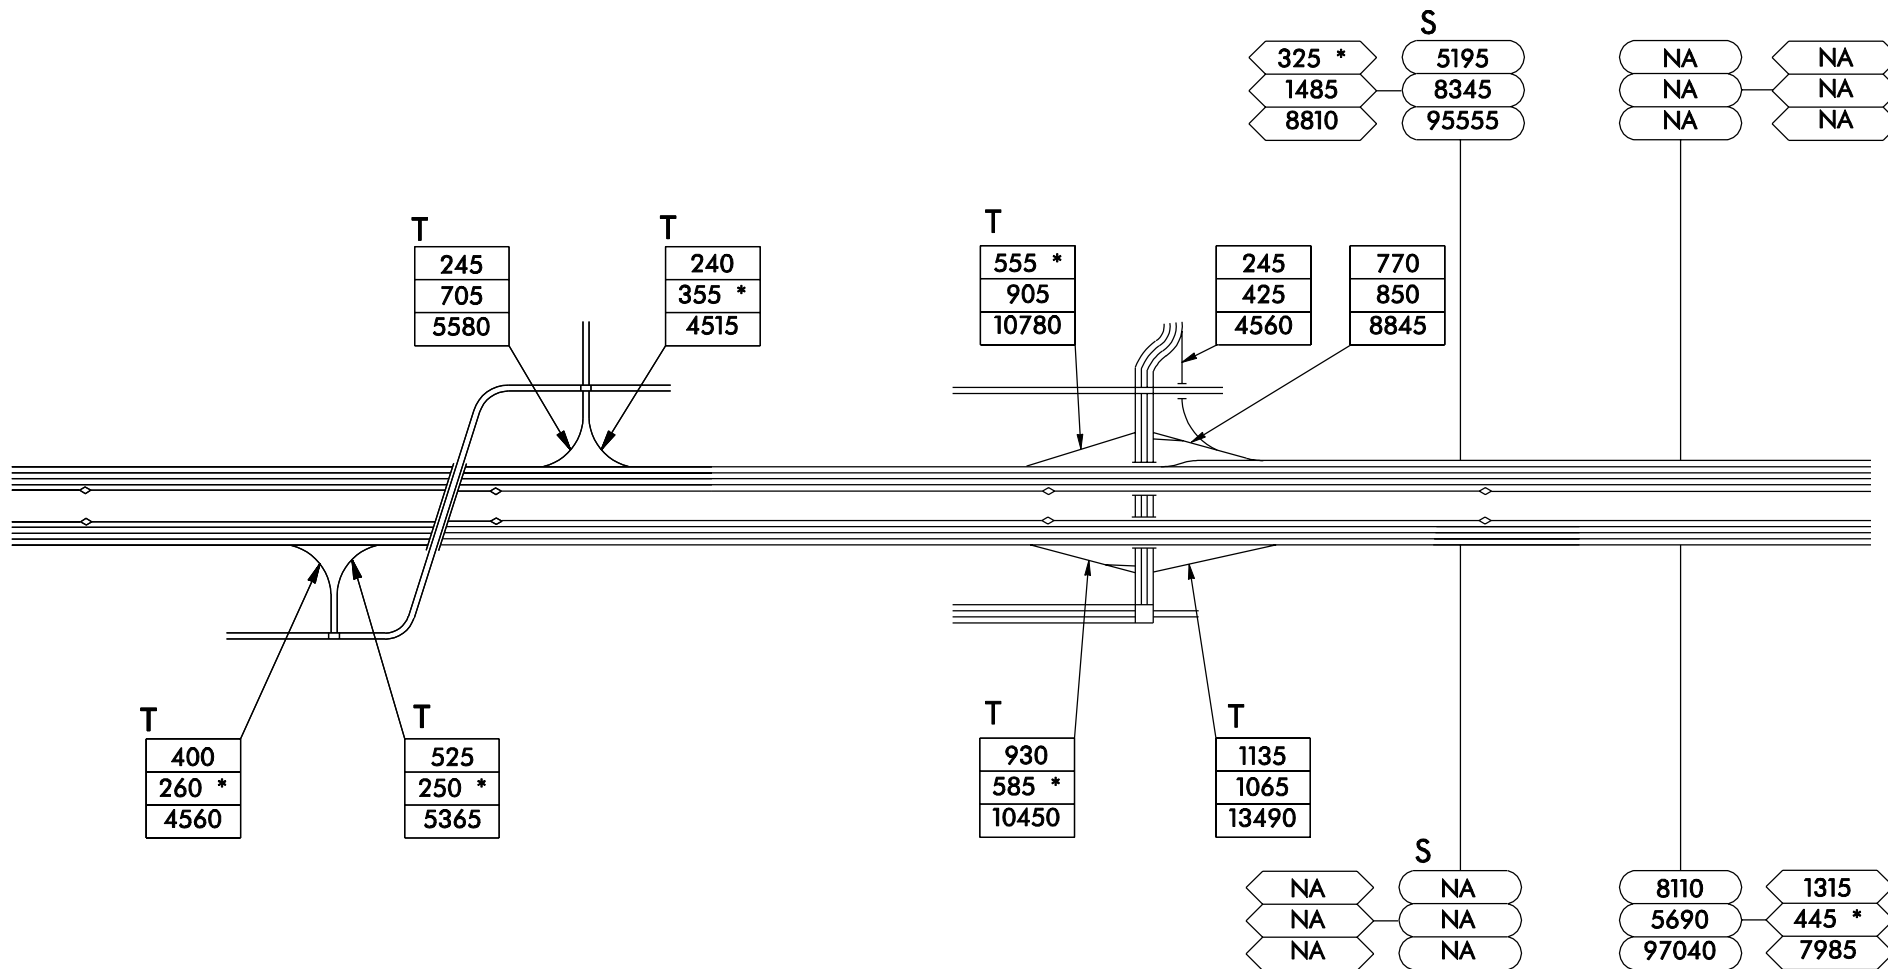 S
325 * 5195 NA NA
1485 8345 NA NA
8810 95555 NA NA
T T T
245 240 555 * 245 770
705 355 * 905 425 850
5580 4515 10780 4560 8845
T T T T
400 525 930 1135
260 * 250 * 585 * 1065
4560 5365 10450 13490
S
NA NA 8110 1315
NA NA 5690 445 *
NA NA 97040 7985